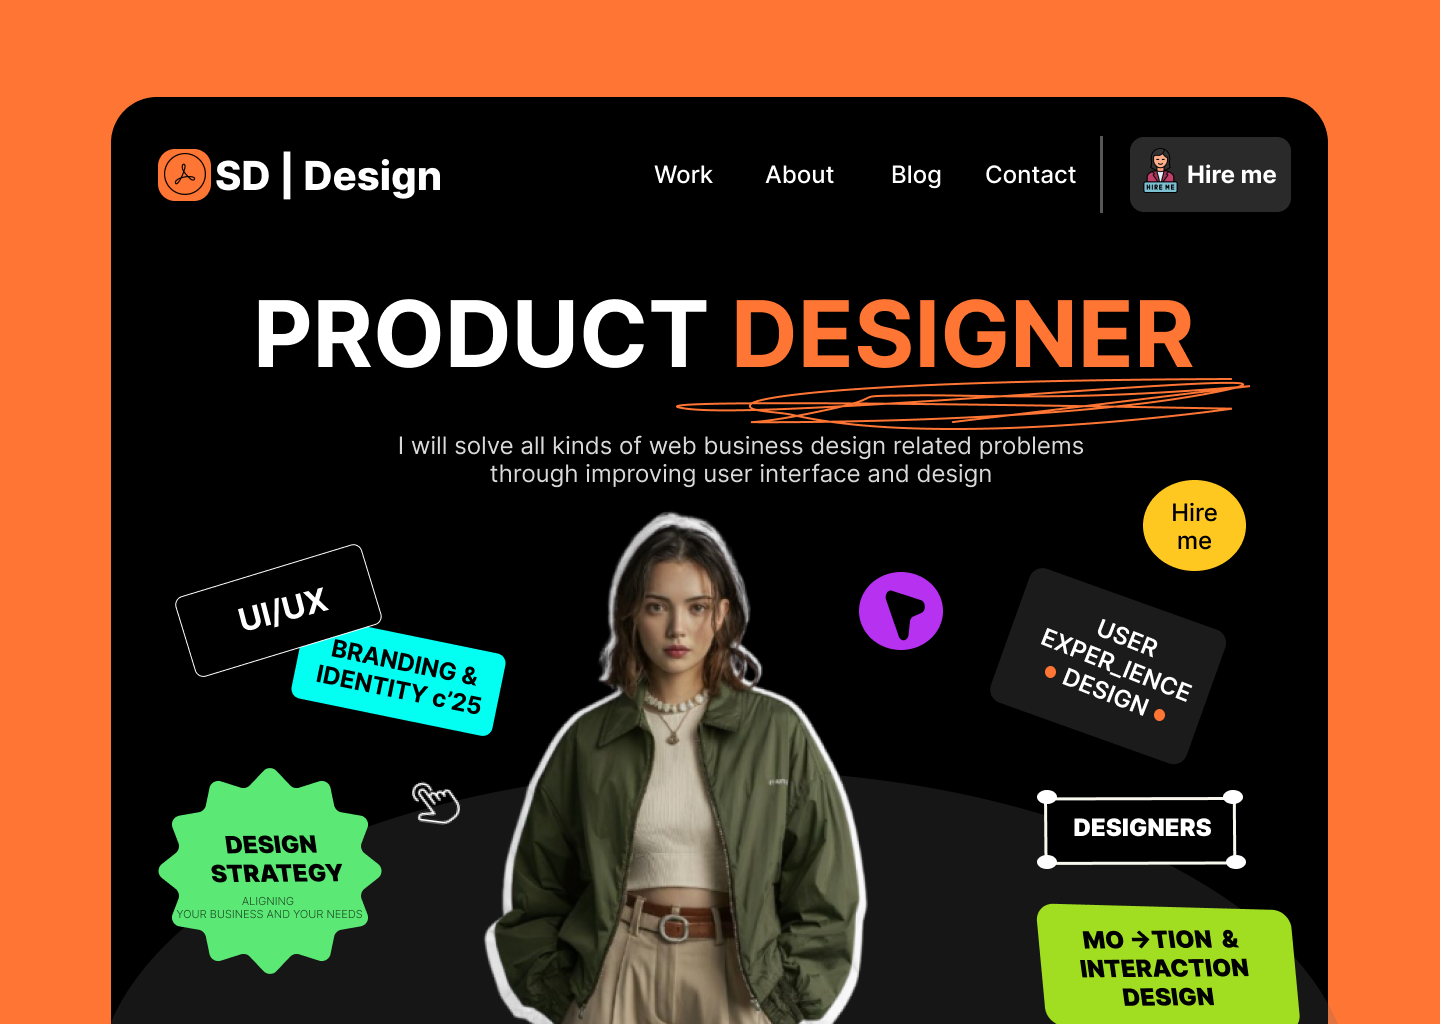 SD | Design
Work
About
Blog
Contact
HIRE ME
Hire me
PRODUCT DESIGNER
I will solve all kinds of web business design related problems
through improving user interface and design
Hire
me
UI/UX
BRANDING &
IDENTITY c’25
USER
EXPER_IENCE
DESIGN
DESIGN
STRATEGY
ALIGNING
YOUR BUSINESS AND YOUR NEEDS
DESIGNERS
MO →TION &
INTERACTION
DESIGN